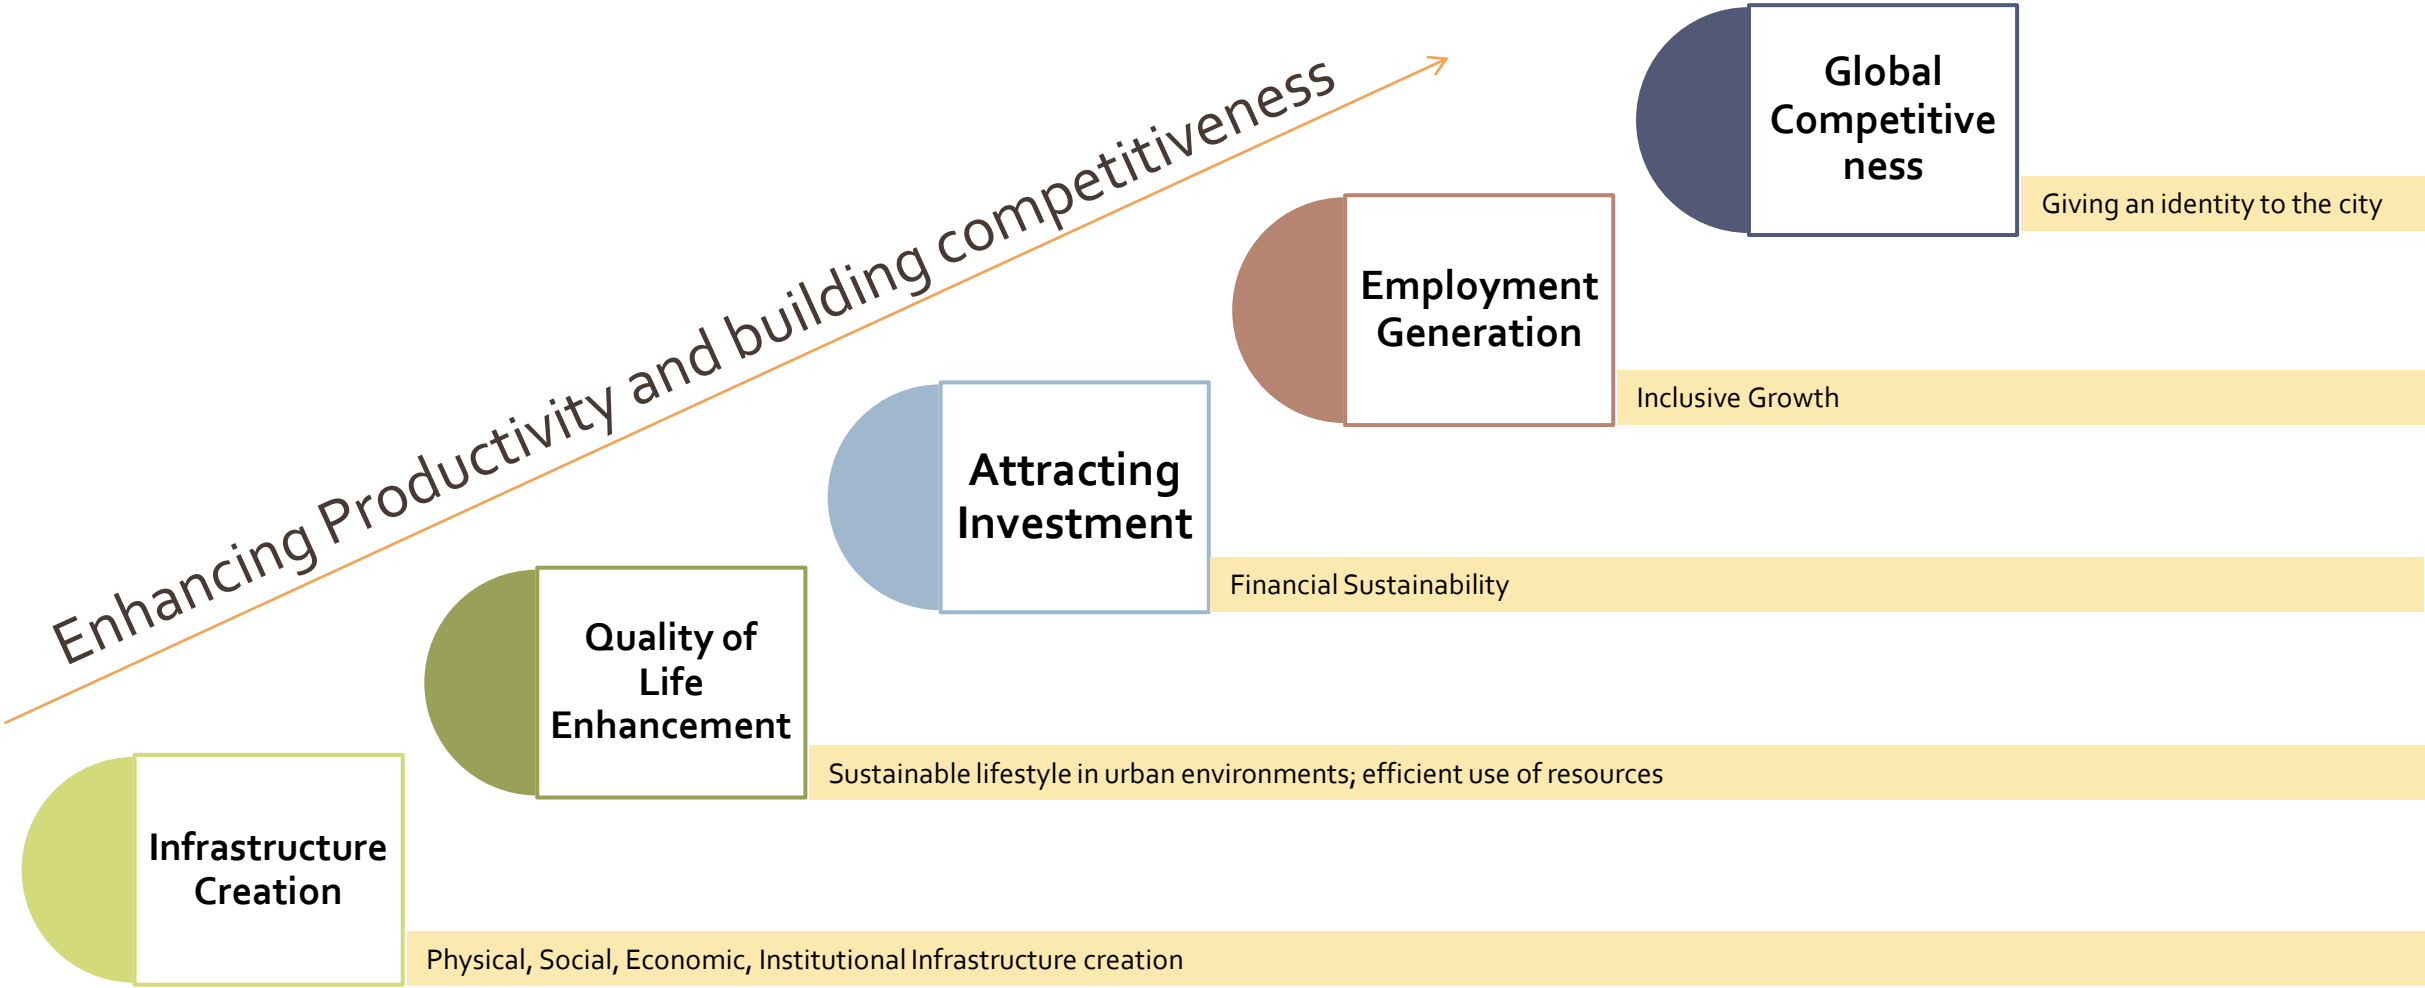 Enhancing Productivity and building competitiveness
Global
Competitive
ness
Giving an identity to the city
Employment
Generation
Inclusive Growth
Attracting
Investment
Financial Sustainability
Quality of
Life
Enhancement
Sustainable lifestyle in urban environments; efficient use of resources
Infrastructure
Creation
Physical, Social, Economic, Institutional Infrastructure creation